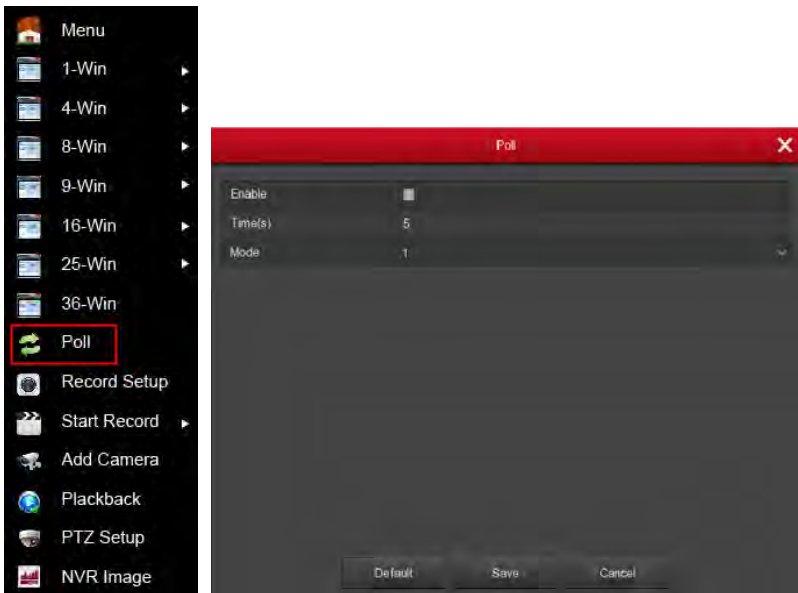 Menu
1-Win
4-Win
8-Win
9-Win
16-Win
25-Win
36-Win
Poll
Record Setup
Start Record
Add Camera
Plackback
PTZ Setup
NVR Image
Poll
Enable
Time(s) 5
Mode 1
Default Save Cancel